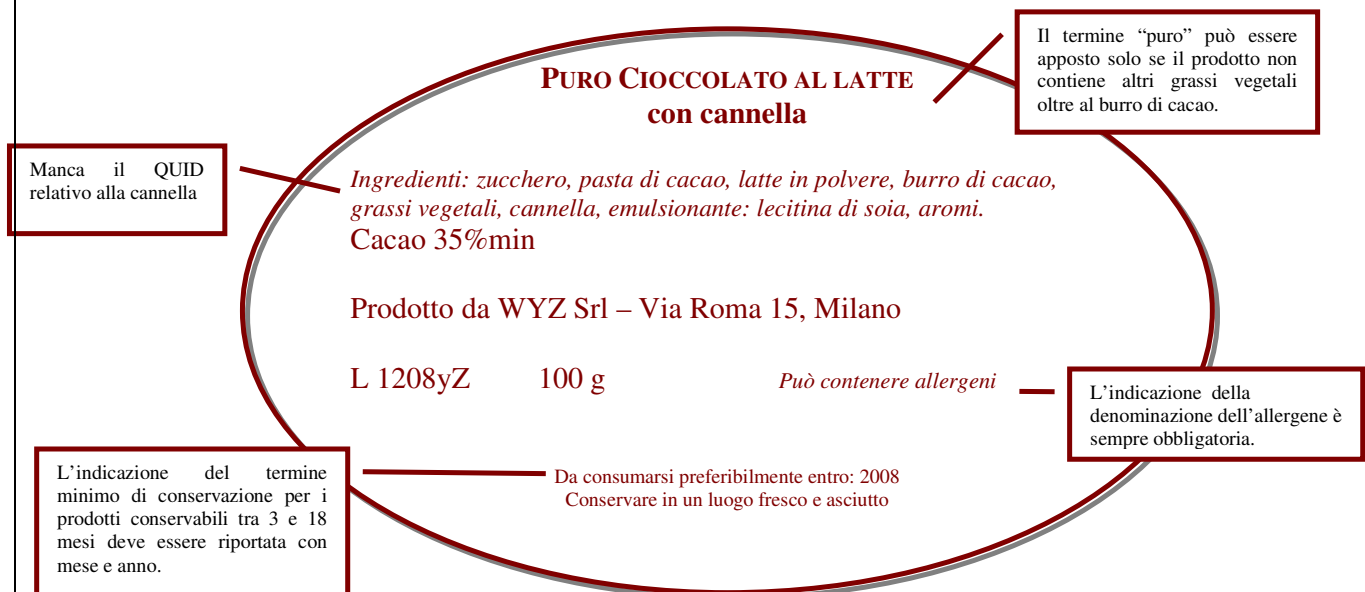 Il termine “puro” può essere
apposto solo se il prodotto non
contiene altri grassi vegetali
oltre al burro di cacao.
PURO CIOCCOLATO AL LATTE
con cannella
Manca il QUID
relativo alla cannella
Ingredienti: zucchero, pasta di cacao, latte in polvere, burro di cacao,
grassi vegetali, cannella, emulsionante: lecitina di soia, aromi.
Cacao 35%min
Prodotto da WYZ Srl – Via Roma 15, Milano
L 1208yZ 100 g Può contenere allergeni
L’indicazione della
denominazione dell’allergene è
sempre obbligatoria.
L’indicazione del termine
minimo di conservazione per i
prodotti conservabili tra 3 e 18
mesi deve essere riportata con
mese e anno.
Da consumarsi preferibilmente entro: 2008
Conservare in un luogo fresco e asciutto